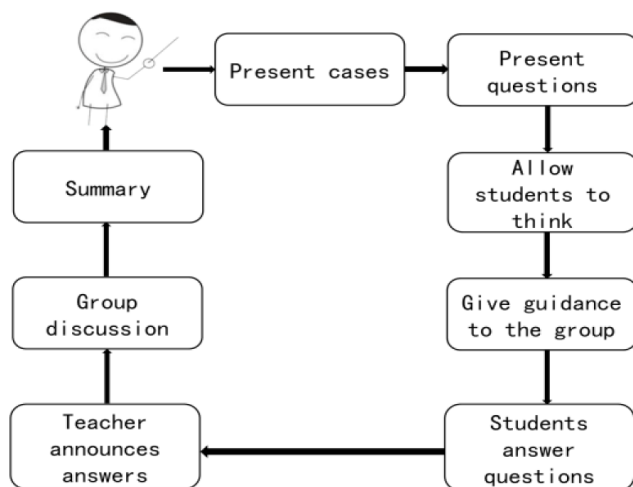 Present cases
Present
questions
Allow
students to
think
Give guidance
to the group
Students
answer
questions
Teacher
announces
answers
Group
discussion
Summary